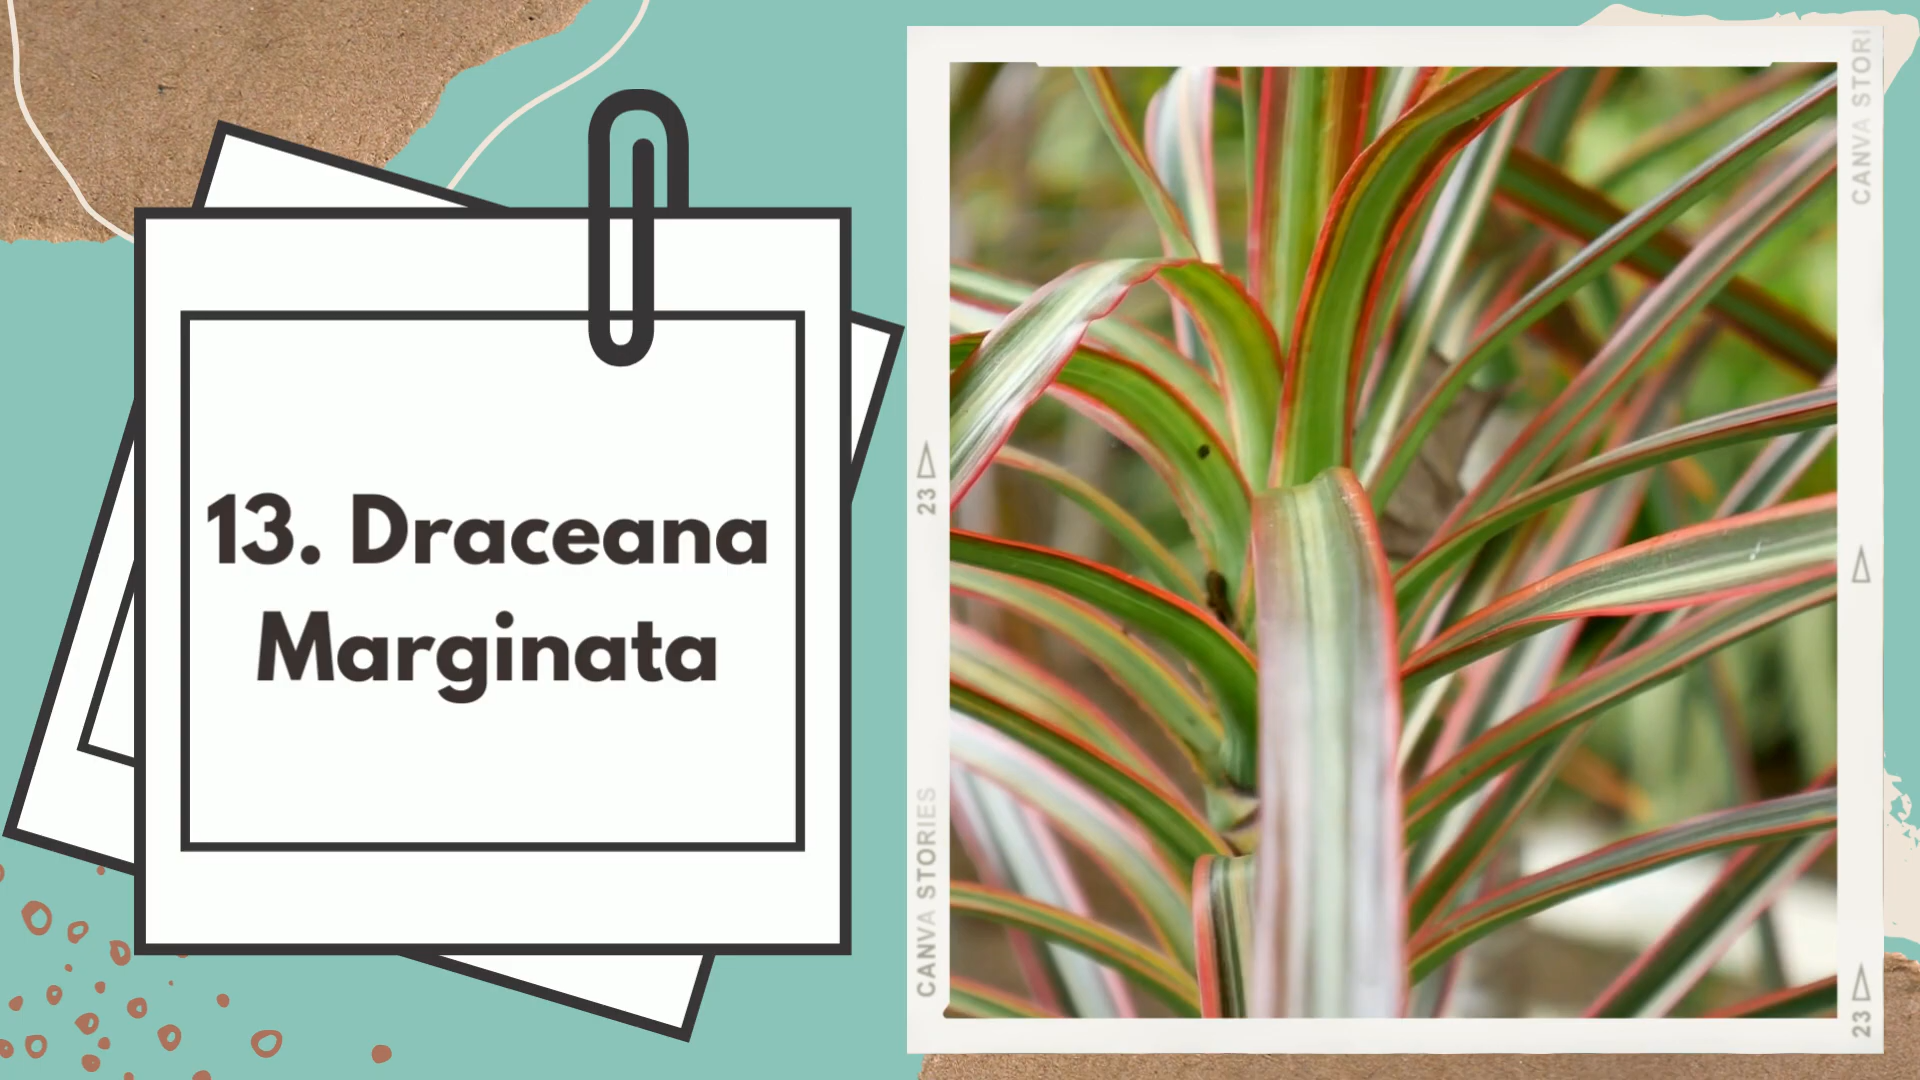 13. Draceana
Marginata
CANVA STORI
23
CANVA STORIES
23